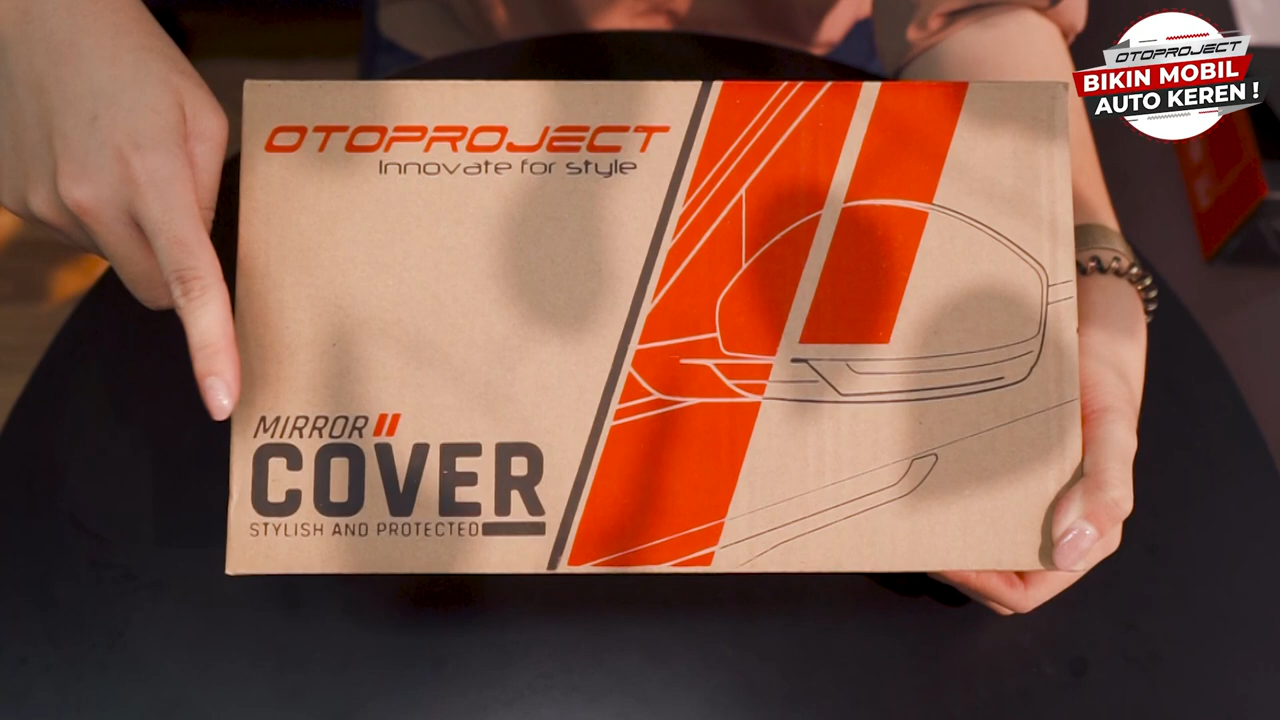 OTOPROJECT
Innovate for style
MIRROR
COVER
STYLISH AND PROTECTED
OTOPROJECT
BIKIN MOBIL
AUTO KEREN !